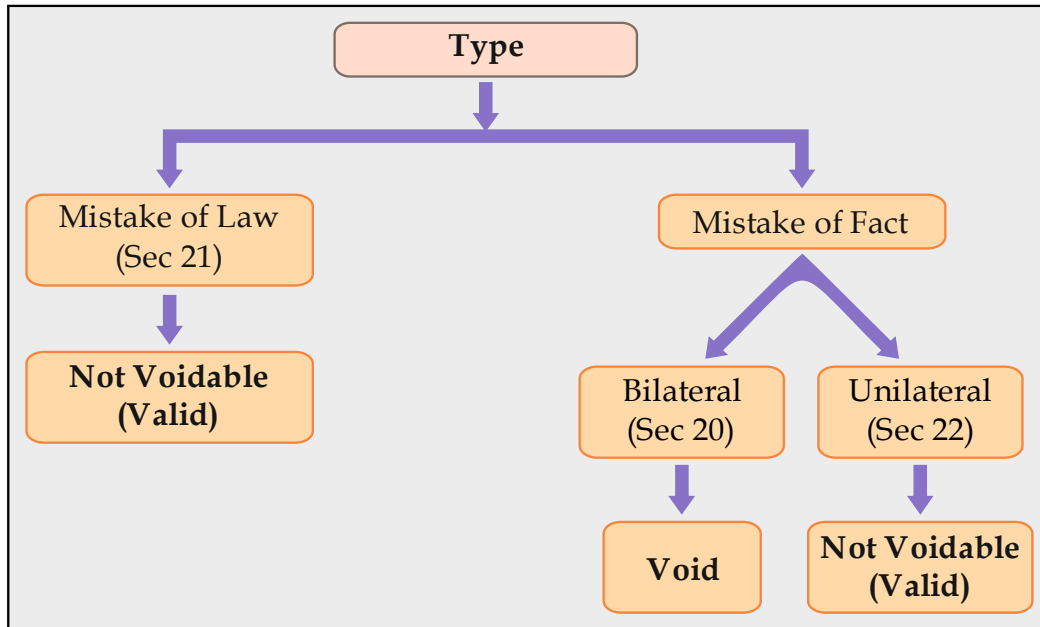 Type
Mistake of Law
(Sec 21)
Mistake of Fact
Not Voidable
(Valid)
Bilateral
(Sec 20)
Unilateral
(Sec 22)
Void
Not Voidable
(Valid)